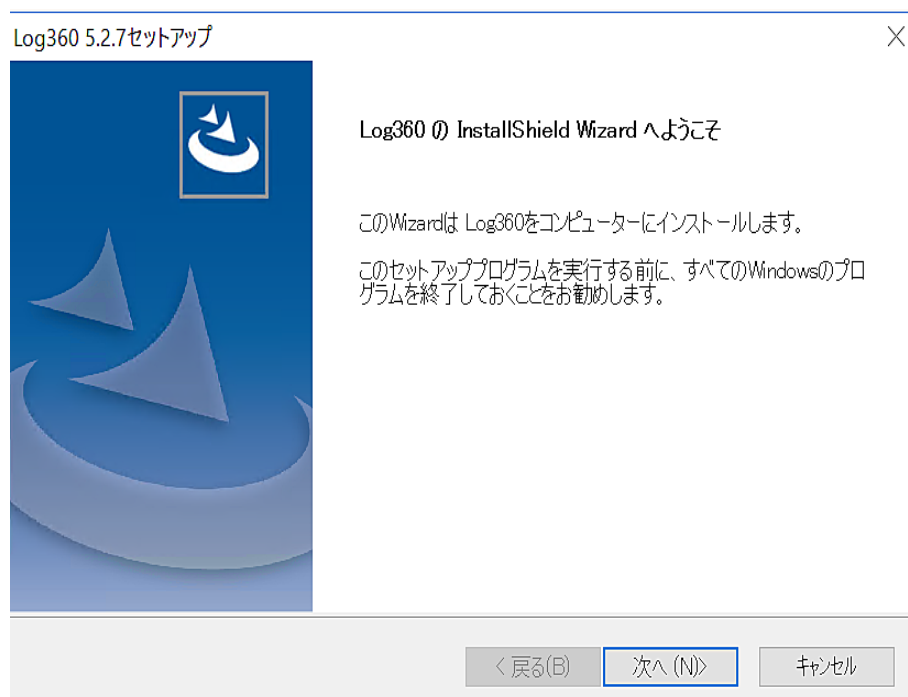 Log360 5.2.7セットアップ
Log360 の InstallShield Wizard へようこそ
このWizardは Log360をコンピューターにインストールします。
このセットアッププログラムを実行する前に、すべてのWindowsのプロ
グラムを終了しておくことをお勧めします。
< 戻る(B)
次へ (N)>
キャンセル